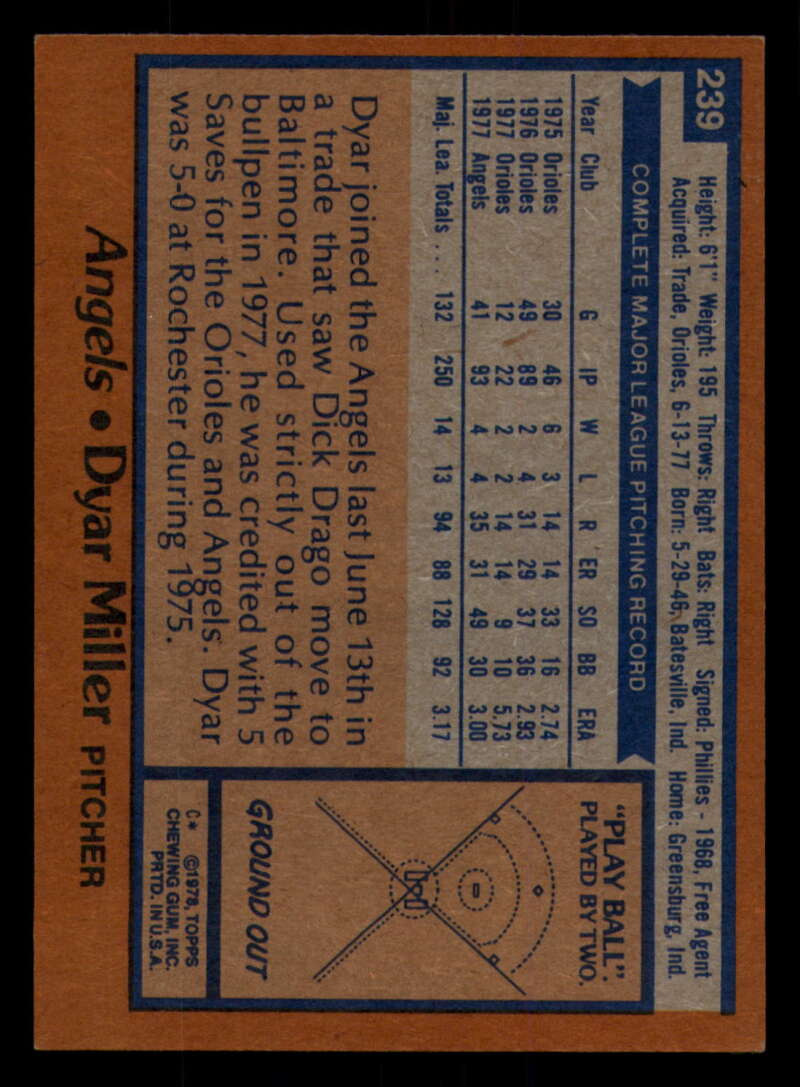 239
Height: 6'1" Weight: 195 Throws: Right Bats: Right Signed: Phillies - 1968, Free Agent
Acquired: Trade, Orioles, 6-13-77 Born: 5-29-46, Batesville, Ind. Home: Greensburg, Ind.
COMPLETE MAJOR LEAGUE PITCHING RECORD
Year Club G IP W L R ER SO BB ERA
1975 Orioles 30 46 6 3 14 14 33 16 2.74
1976 Orioles 49 89 2 4 31 29 37 36 2.93
1977 Orioles 12 22 2 2 14 14 9 10 5.73
1977 Angels 41 93 4 4 35 31 49 30 3.00
Maj. Lea. Totals ... 132 250 14 13 94 88 128 92 3.17
Dyar joined the Angels last June 13th in
a trade that saw Dick Drago move to
Baltimore. Used strictly out of the
bullpen in 1977, he was credited with 5
Saves for the Orioles and Angels. Dyar
was 5-0 at Rochester during 1975.
"PLAY BALL".
PLAYED BY TWO.
GROUND OUT
C* ©1978, TOPPS
CHEWING GUM, INC.
PRTD. IN U.S.A.
Angels • Dyar Miller PITCHER